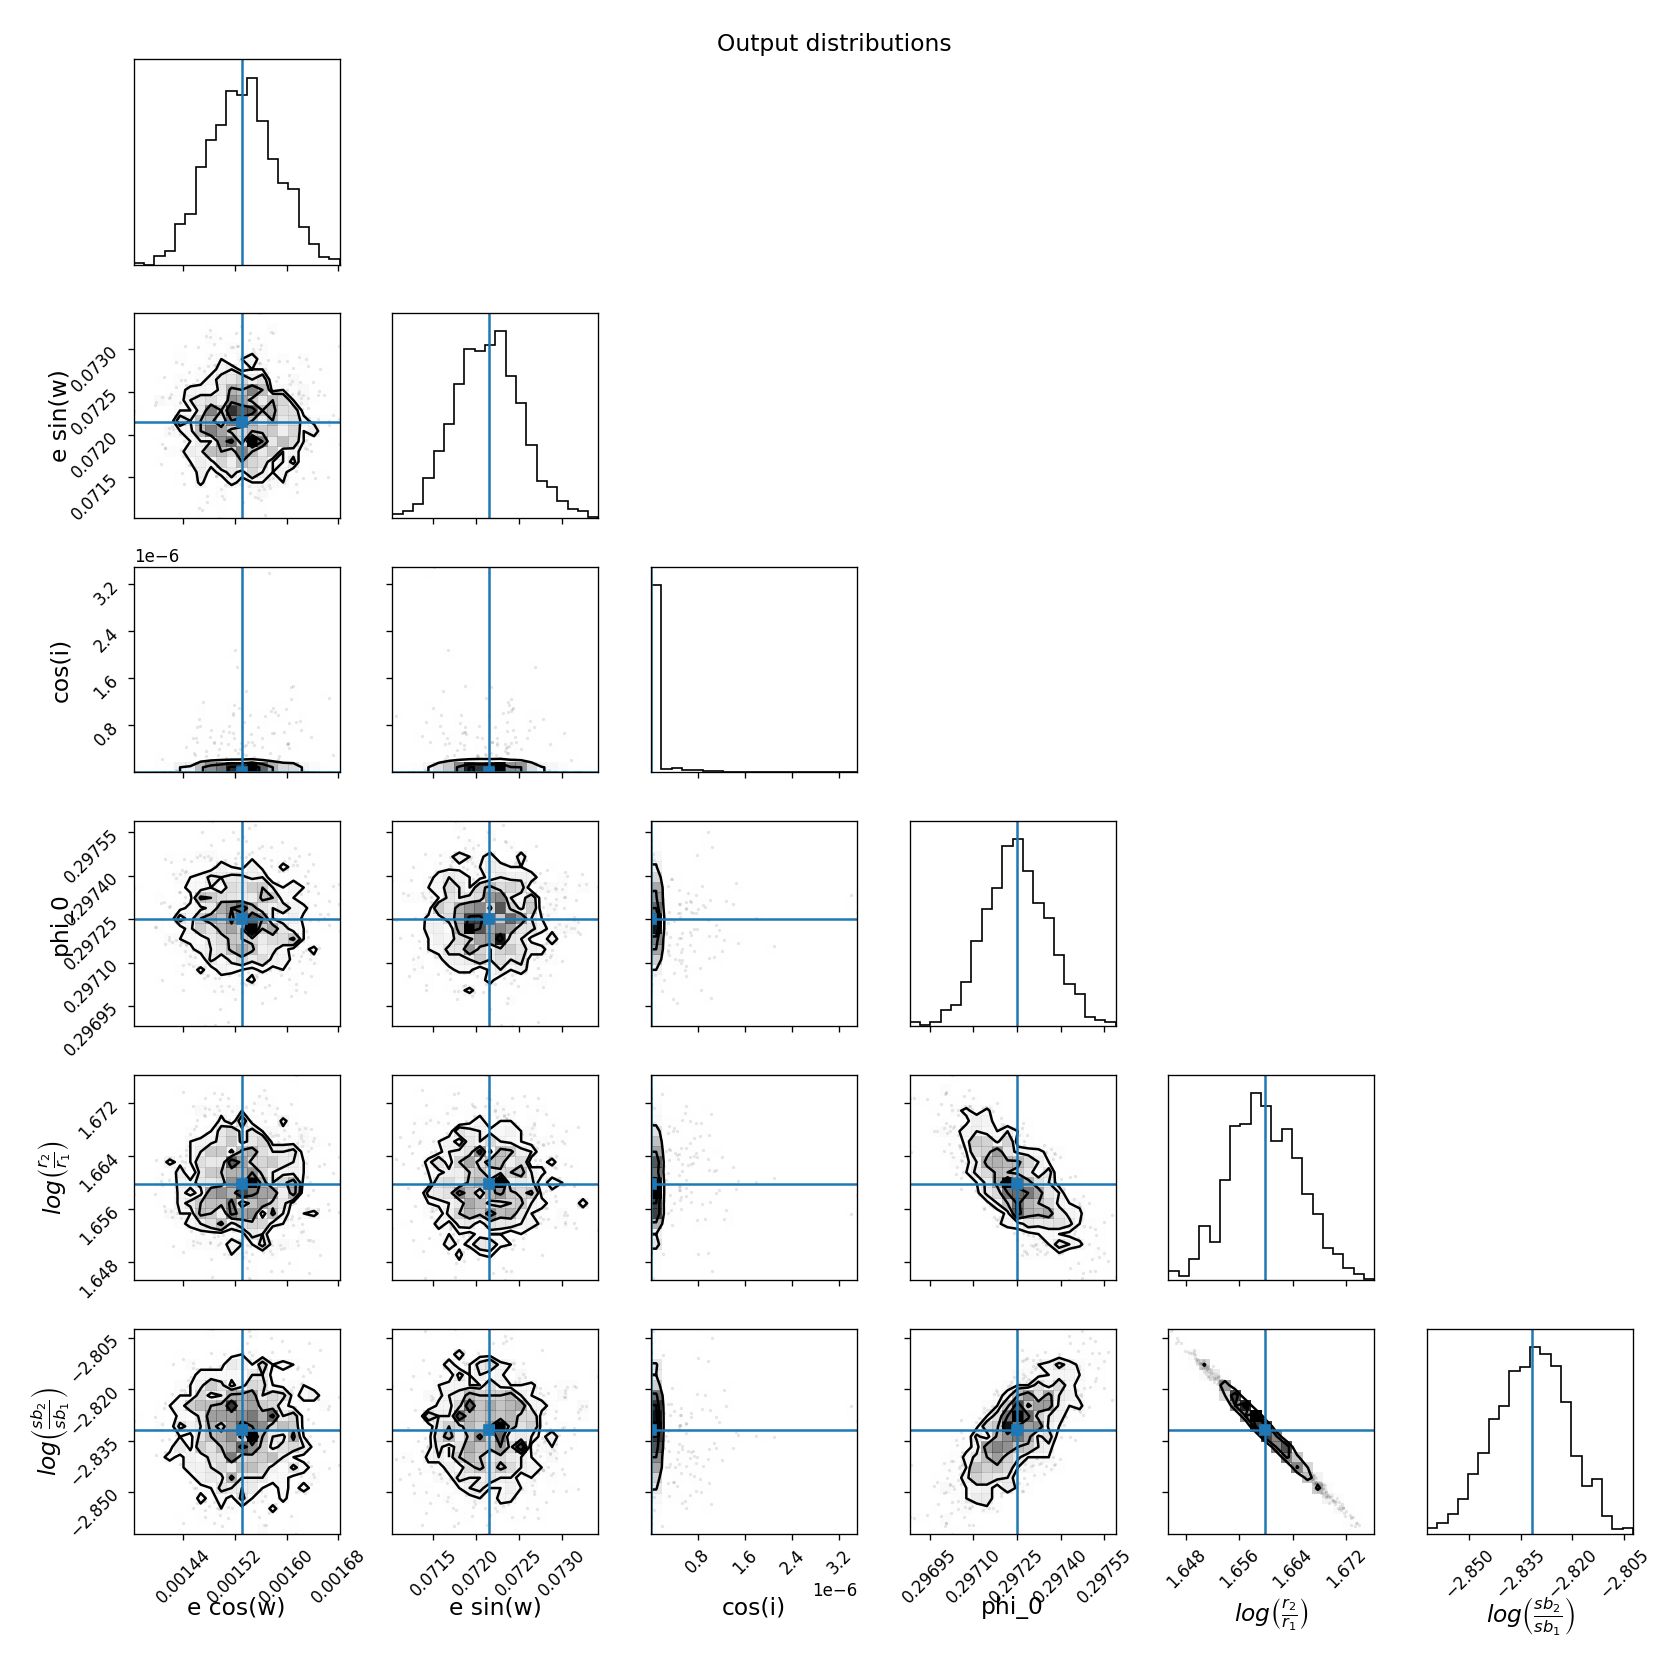 Output distributions
e sin(w)
0.0730
0.0725
0.0720
0.0715
1e−6
cos(i)
3.2
2.4
1.6
0.8
phi_0
0.29755
0.29740
0.29725
0.29710
0.29695
log(r2/r1)
1.672
1.664
1.656
1.648
log(sb2/sb1)
−2.805
−2.820
−2.835
−2.850
0.00144 0.00152 0.00160 0.00168
0.0715 0.0720 0.0725 0.0730
0.8 1.6 2.4 3.2
1e−6
0.29695 0.29710 0.29725 0.29740 0.29755
1.648 1.656 1.664 1.672
−2.850 −2.835 −2.820 −2.805
e cos(w) e sin(w) cos(i) phi_0 log(r2/r1) log(sb2/sb1)